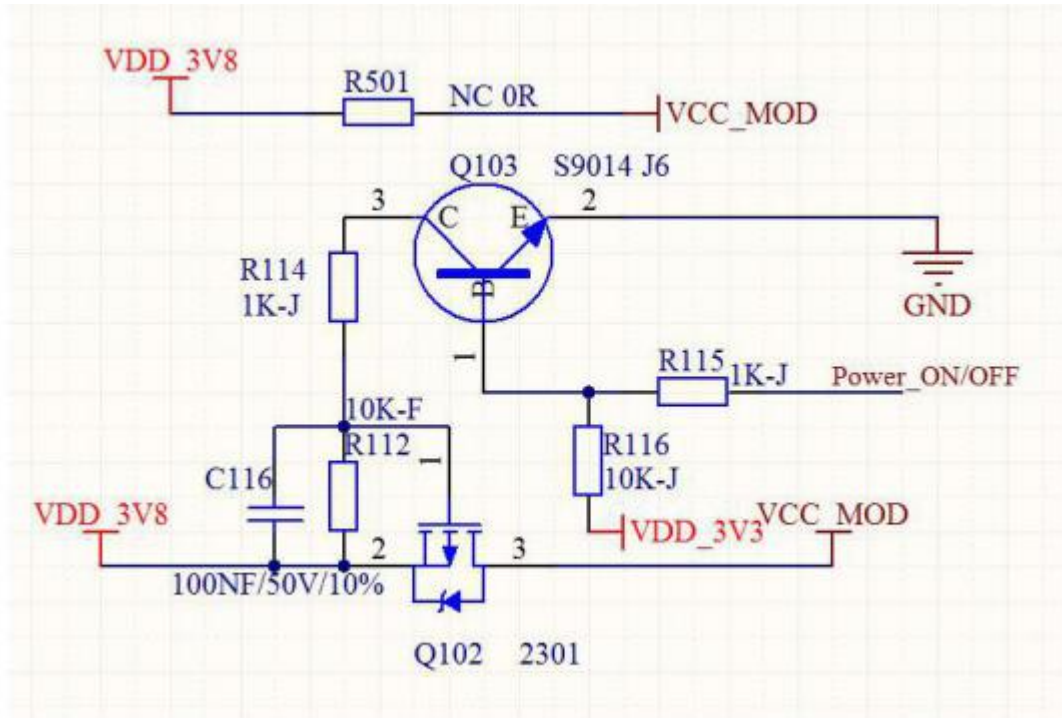 VDD_3V8
R501
NC 0R
VCC_MOD
Q103
S9014 J6
3
C
E
2
B
1
GND
R114
1K-J
R115
1K-J
Power_ON/OFF
10K-F
R112
1
R116
10K-J
C116
VDD_3V8
2
3
VDD_3V3
VCC_MOD
100NF/50V/10%
Q102
2301